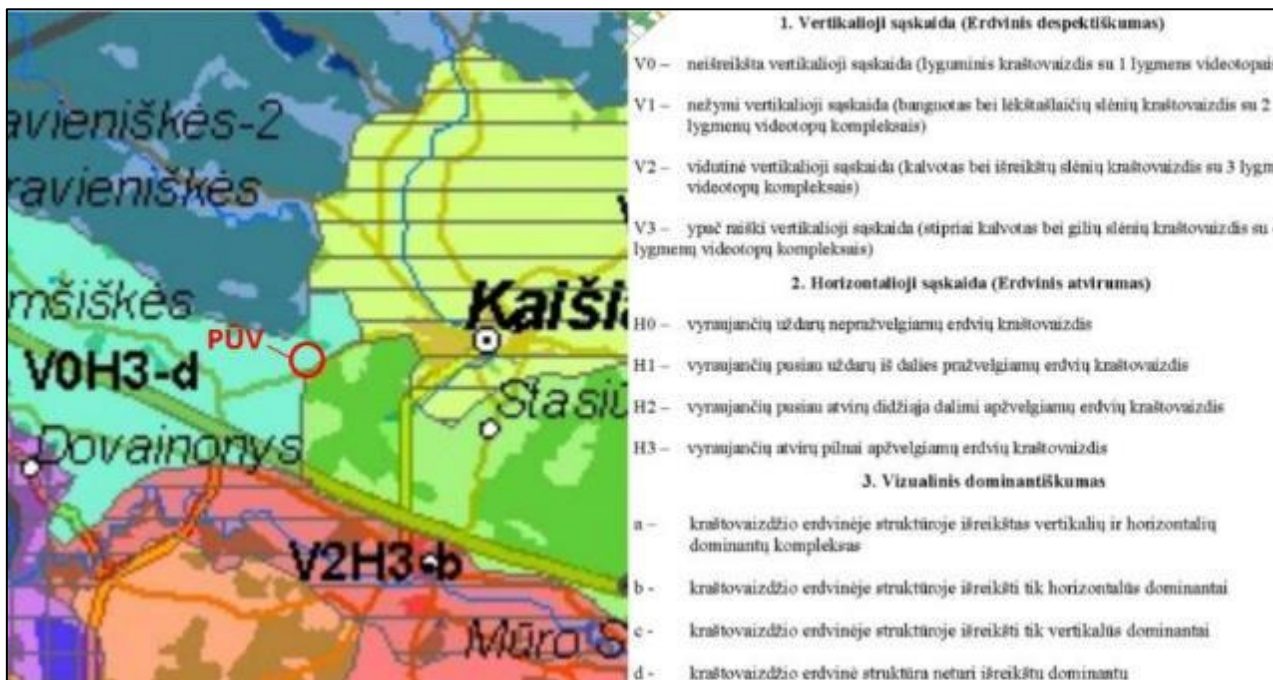 avieniškės-2
ravieniškės
mšiškės
PŪV
V0H3-d
Dovainonys
Kaiši
Stasiū
V2H3-b
Mūro S
1. Vertikalioji sąskaida (Erdvinis despektiškumas)
V0 – neišreikšta vertikalioji sąskaida (lyguminis kraštovaizdis su 1 lygmens videotopais
V1 – nežymi vertikalioji sąskaida (banguotas bei lėkštašlaičių slėnių kraštovaizdis su 2
lygmenų videotopų kompleksais)
V2 – vidutinė vertikalioji sąskaida (kalvotas bei išreikštų slėnių kraštovaizdis su 3 lygm
videotopų kompleksais)
V3 – ypač raiški vertikalioji sąskaida (stipriai kalvotas bei gilių slėnių kraštovaizdis su
lygmenų videotopų kompleksais)
2. Horizontalioji sąskaida (Erdvinis atvirumas)
H0 – vyraujančių uždarų nepražvelgiamų erdvių kraštovaizdis
H1 – vyraujančių pusiau uždarų iš dalies pražvelgiamų erdvių kraštovaizdis
H2 – vyraujančių pusiau atvirų didžiąja dalimi apžvelgiamų erdvių kraštovaizdis
H3 – vyraujančių atvirų pilnai apžvelgiamų erdvių kraštovaizdis
3. Vizualinis dominantiškumas
a – kraštovaizdžio erdvinėje struktūroje išreikštas vertikalių ir horizontalių
dominantų kompleksas
b - kraštovaizdžio erdvinėje struktūroje išreikšti tik horizontalūs dominantai
c - kraštovaizdžio erdvinėje struktūroje išreikšti tik vertikalūs dominantai
d - kraštovaizdžio erdvinė struktūra neturi išreikštų dominantų